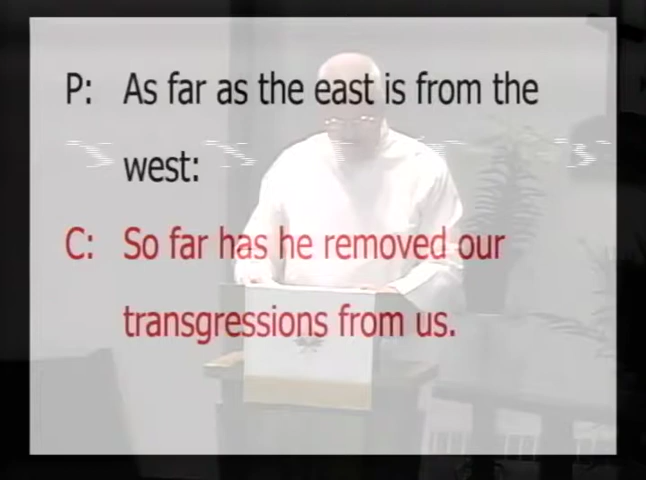 P: As far as the east is from the
west:
C: So far has he removed our
transgressions from us.